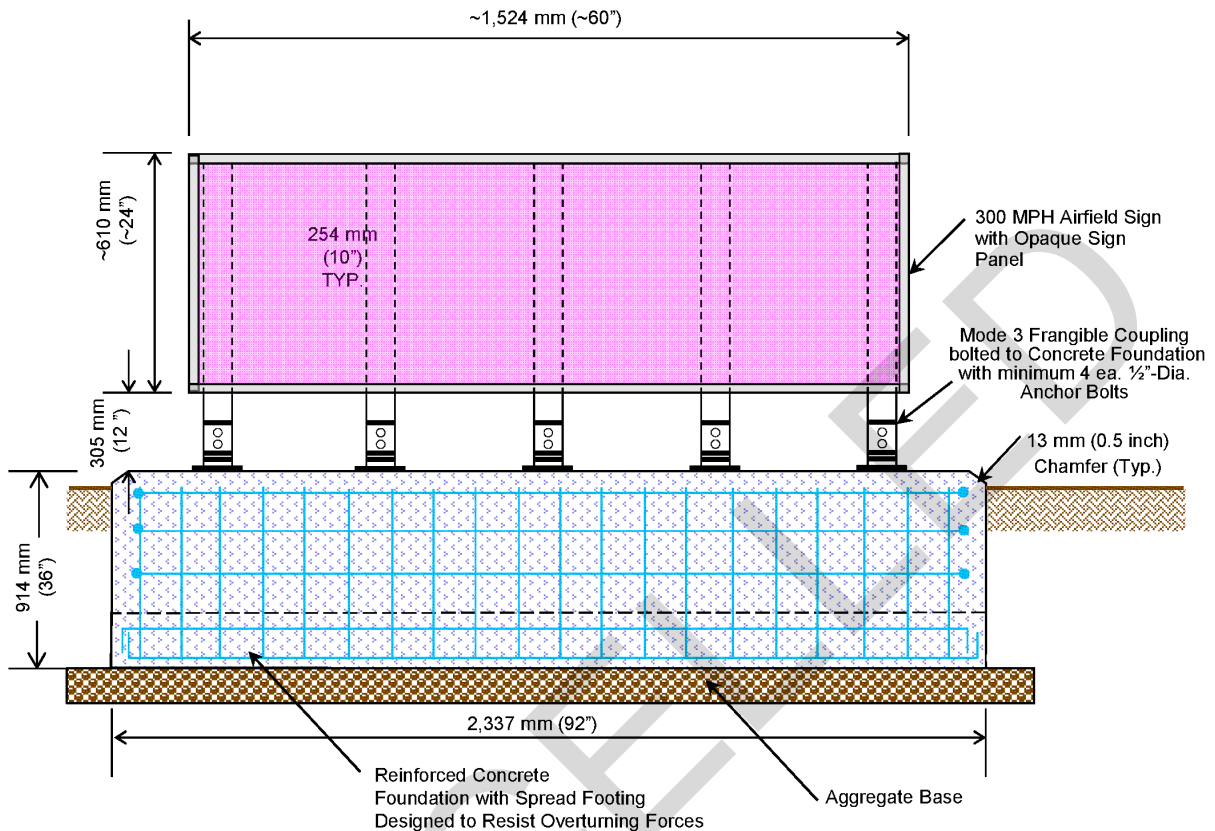 ~1,524 mm (~60”)
~610 mm
(~24”)
254 mm
(10”)
TYP.
300 MPH Airfield Sign
with Opaque Sign
Panel
Mode 3 Frangible Coupling
bolted to Concrete Foundation
with minimum 4 ea. ½”-Dia.
Anchor Bolts
305 mm
(12 ”)
13 mm (0.5 inch)
Chamfer (Typ.)
914 mm
(36”)
2,337 mm (92”)
Reinforced Concrete
Foundation with Spread Footing
Designed to Resist Overturning Forces
Aggregate Base
CELLED